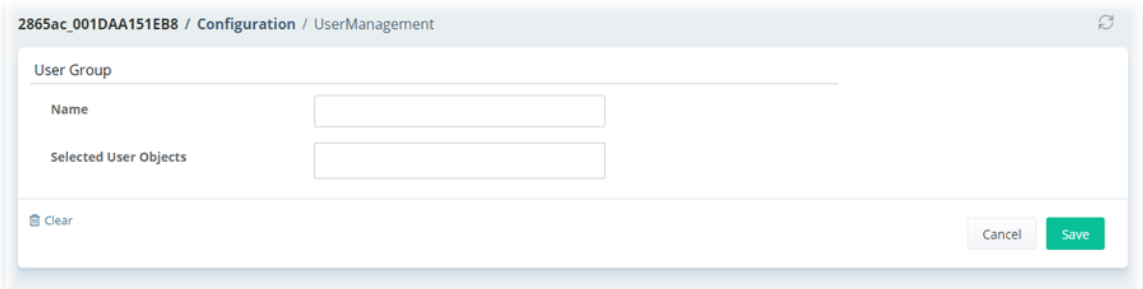 2865ac_001DAA151EB8 / Configuration / UserManagement
User Group
Name
Selected User Objects
Clear
Cancel
Save